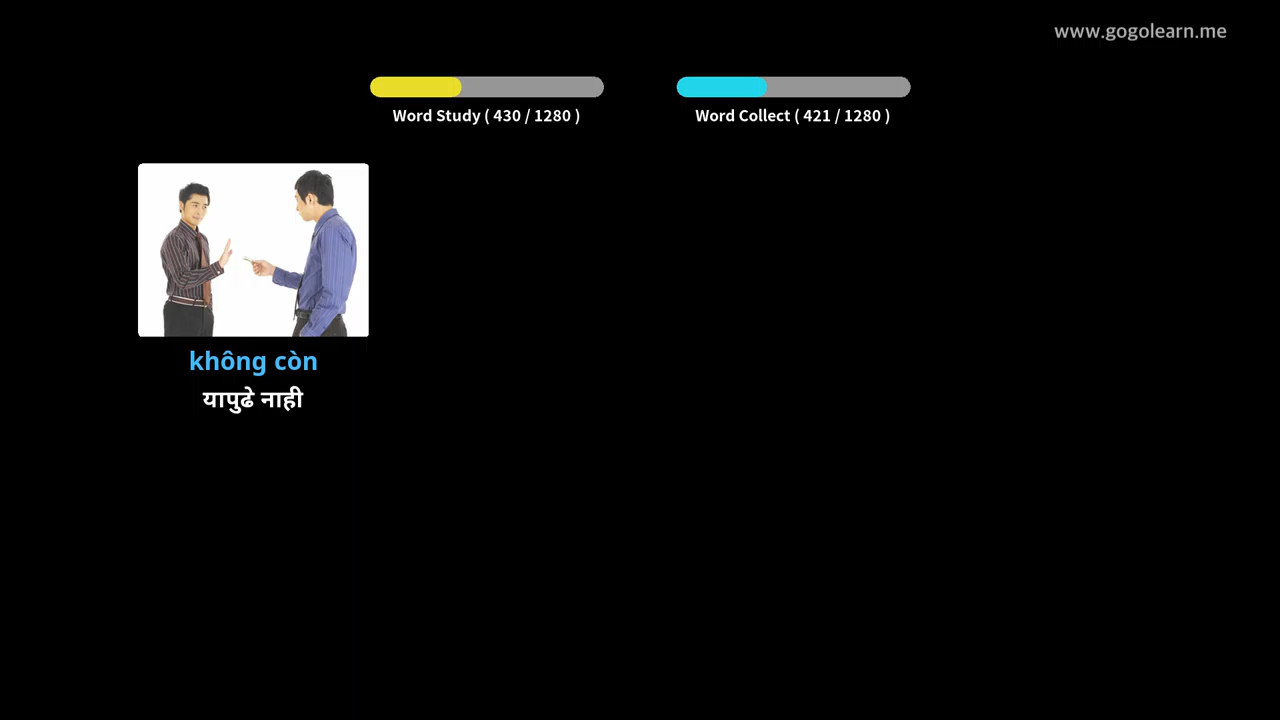 www.gogolearn.me
Word Study ( 430 / 1280 )
Word Collect ( 421 / 1280 )
không còn
यापुढे नाही